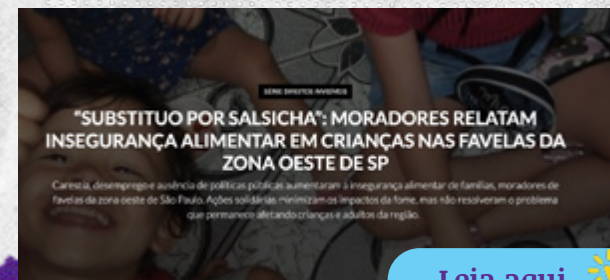 SÉRIE DIREITOS INVISÍVEIS
“SUBSTITUO POR SALSICHA”: MORADORES RELATAM
INSEGURANÇA ALIMENTAR EM CRIANÇAS NAS FAVELAS DA
ZONA OESTE DE SP
Carestia, desemprego e ausência de políticas públicas aumentaram a insegurança alimentar de famílias, moradores de
favelas da zona oeste de São Paulo. Ações solidárias minimizam os impactos da fome, mas não resolveram o problema
que permanece afetando crianças e adultos da região.
Leia aqui